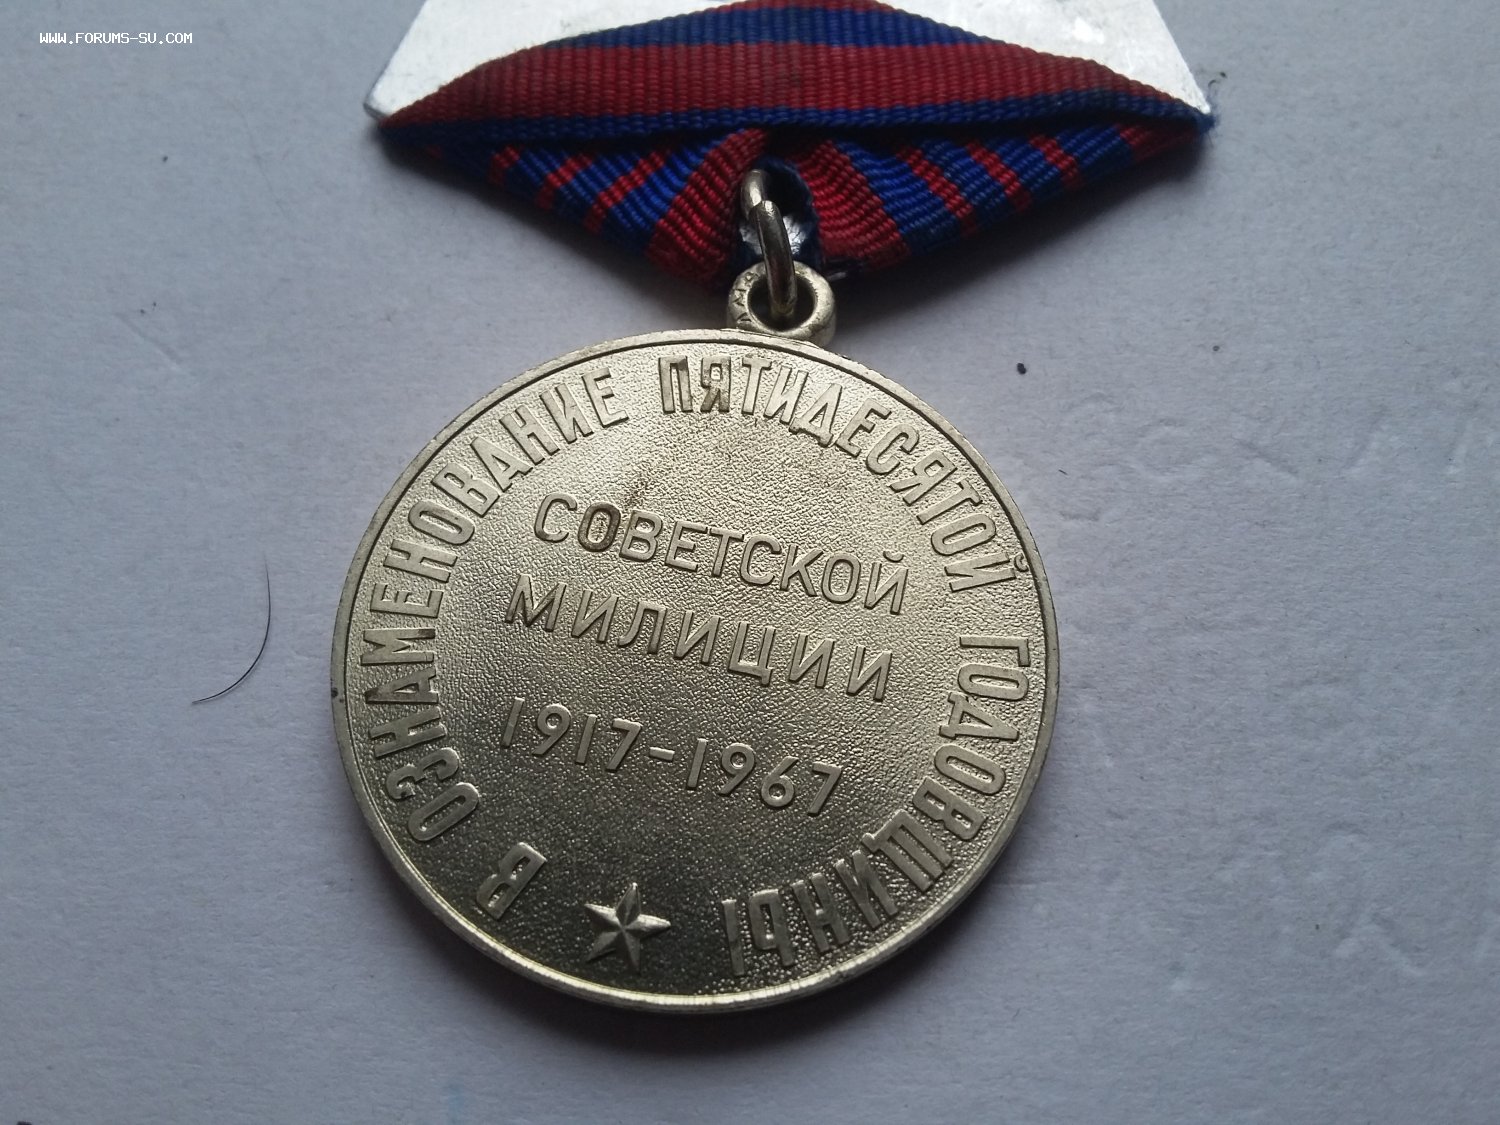 WWW.FORUMS-SU.COM
В ОЗНАМЕНОВАНИЕ ПЯТИДЕСЯТОЙ ГОДОВЩИНЫ
СОВЕТСКОЙ
МИЛИЦИИ
1917-1967